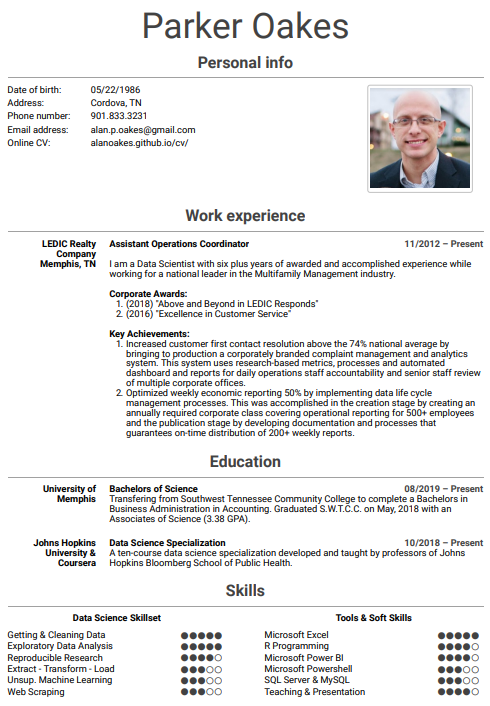 Parker Oakes
Personal info
Date of birth: 05/22/1986
Address: Cordova, TN
Phone number: 901.833.3231
Email address: alan.p.oakes@gmail.com
Online CV: alanoakes.github.io/cv/
Work experience
LEDIC Realty Company Memphis, TN
Assistant Operations Coordinator 11/2012 – Present
I am a Data Scientist with six plus years of awarded and accomplished experience while
working for a national leader in the Multifamily Management industry.
Corporate Awards:
1. (2018) "Above and Beyond in LEDIC Responds"
2. (2016) "Excellence in Customer Service"
Key Achievements:
1. Increased customer first contact resolution above the 74% national average by
bringing to production a corporately branded complaint management and analytics
system. This system uses research-based metrics, processes and automated
dashboard and reports for daily operations staff accountability and senior staff review
of multiple corporate offices.
2. Optimized weekly economic reporting 50% by implementing data life cycle
management processes. This was accomplished in the creation stage by creating an
annually required corporate class covering operational reporting for 500+ employees
and the publication stage by developing documentation and processes that
guarantees on-time distribution of 200+ weekly reports.
Education
University of Memphis
Bachelors of Science 08/2019 – Present
Transfering from Southwest Tennessee Community College to complete a Bachelors in
Business Administration in Accounting. Graduated S.W.T.C.C. on May, 2018 with an
Associates of Science (3.38 GPA).
Johns Hopkins University & Coursera
Data Science Specialization 10/2018 – Present
A ten-course data science specialization developed and taught by professors of Johns
Hopkins Bloomberg School of Public Health.
Skills
Data Science Skillset
Getting & Cleaning Data
Exploratory Data Analysis
Reproducible Research
Extract - Transform - Load
Unsup. Machine Learning
Web Scraping
Tools & Soft Skills
Microsoft Excel
R Programming
Microsoft Power BI
Microsoft Powershell
SQL Server & MySQL
Teaching & Presentation